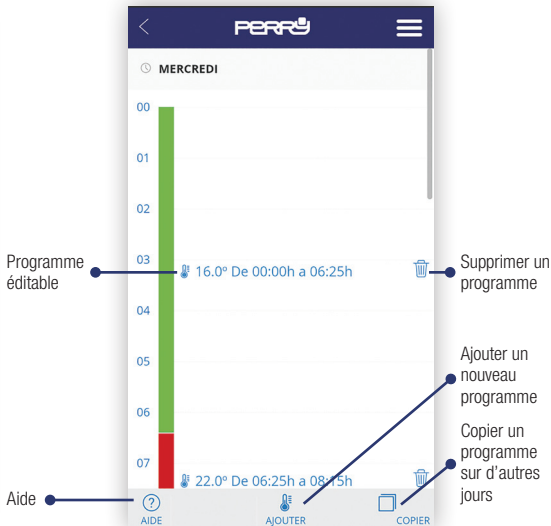 PERRY
MERCREDI
00
01
02
03
Programme
éditable
16.0º De 00:00h a 06:25h
Supprimer un
programme
04
05
Ajouter un
nouveau
programme
06
Copier un
programme
sur d'autres
jours
07
22.0º De 06:25h a 08:15h
Aide
AIDE
AJOUTER
COPIER